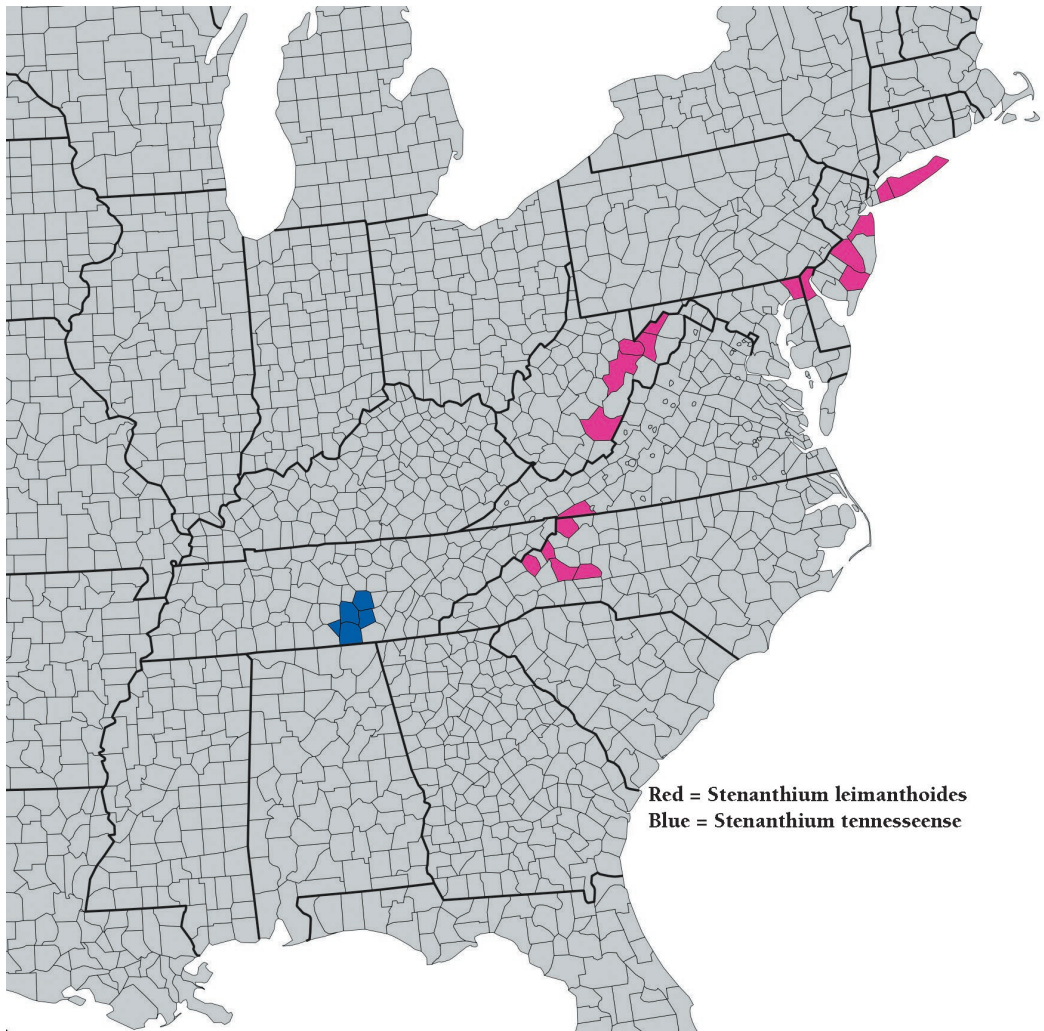 Red = Stenanthium leimanthoides
Blue = Stenanthium tennesseense